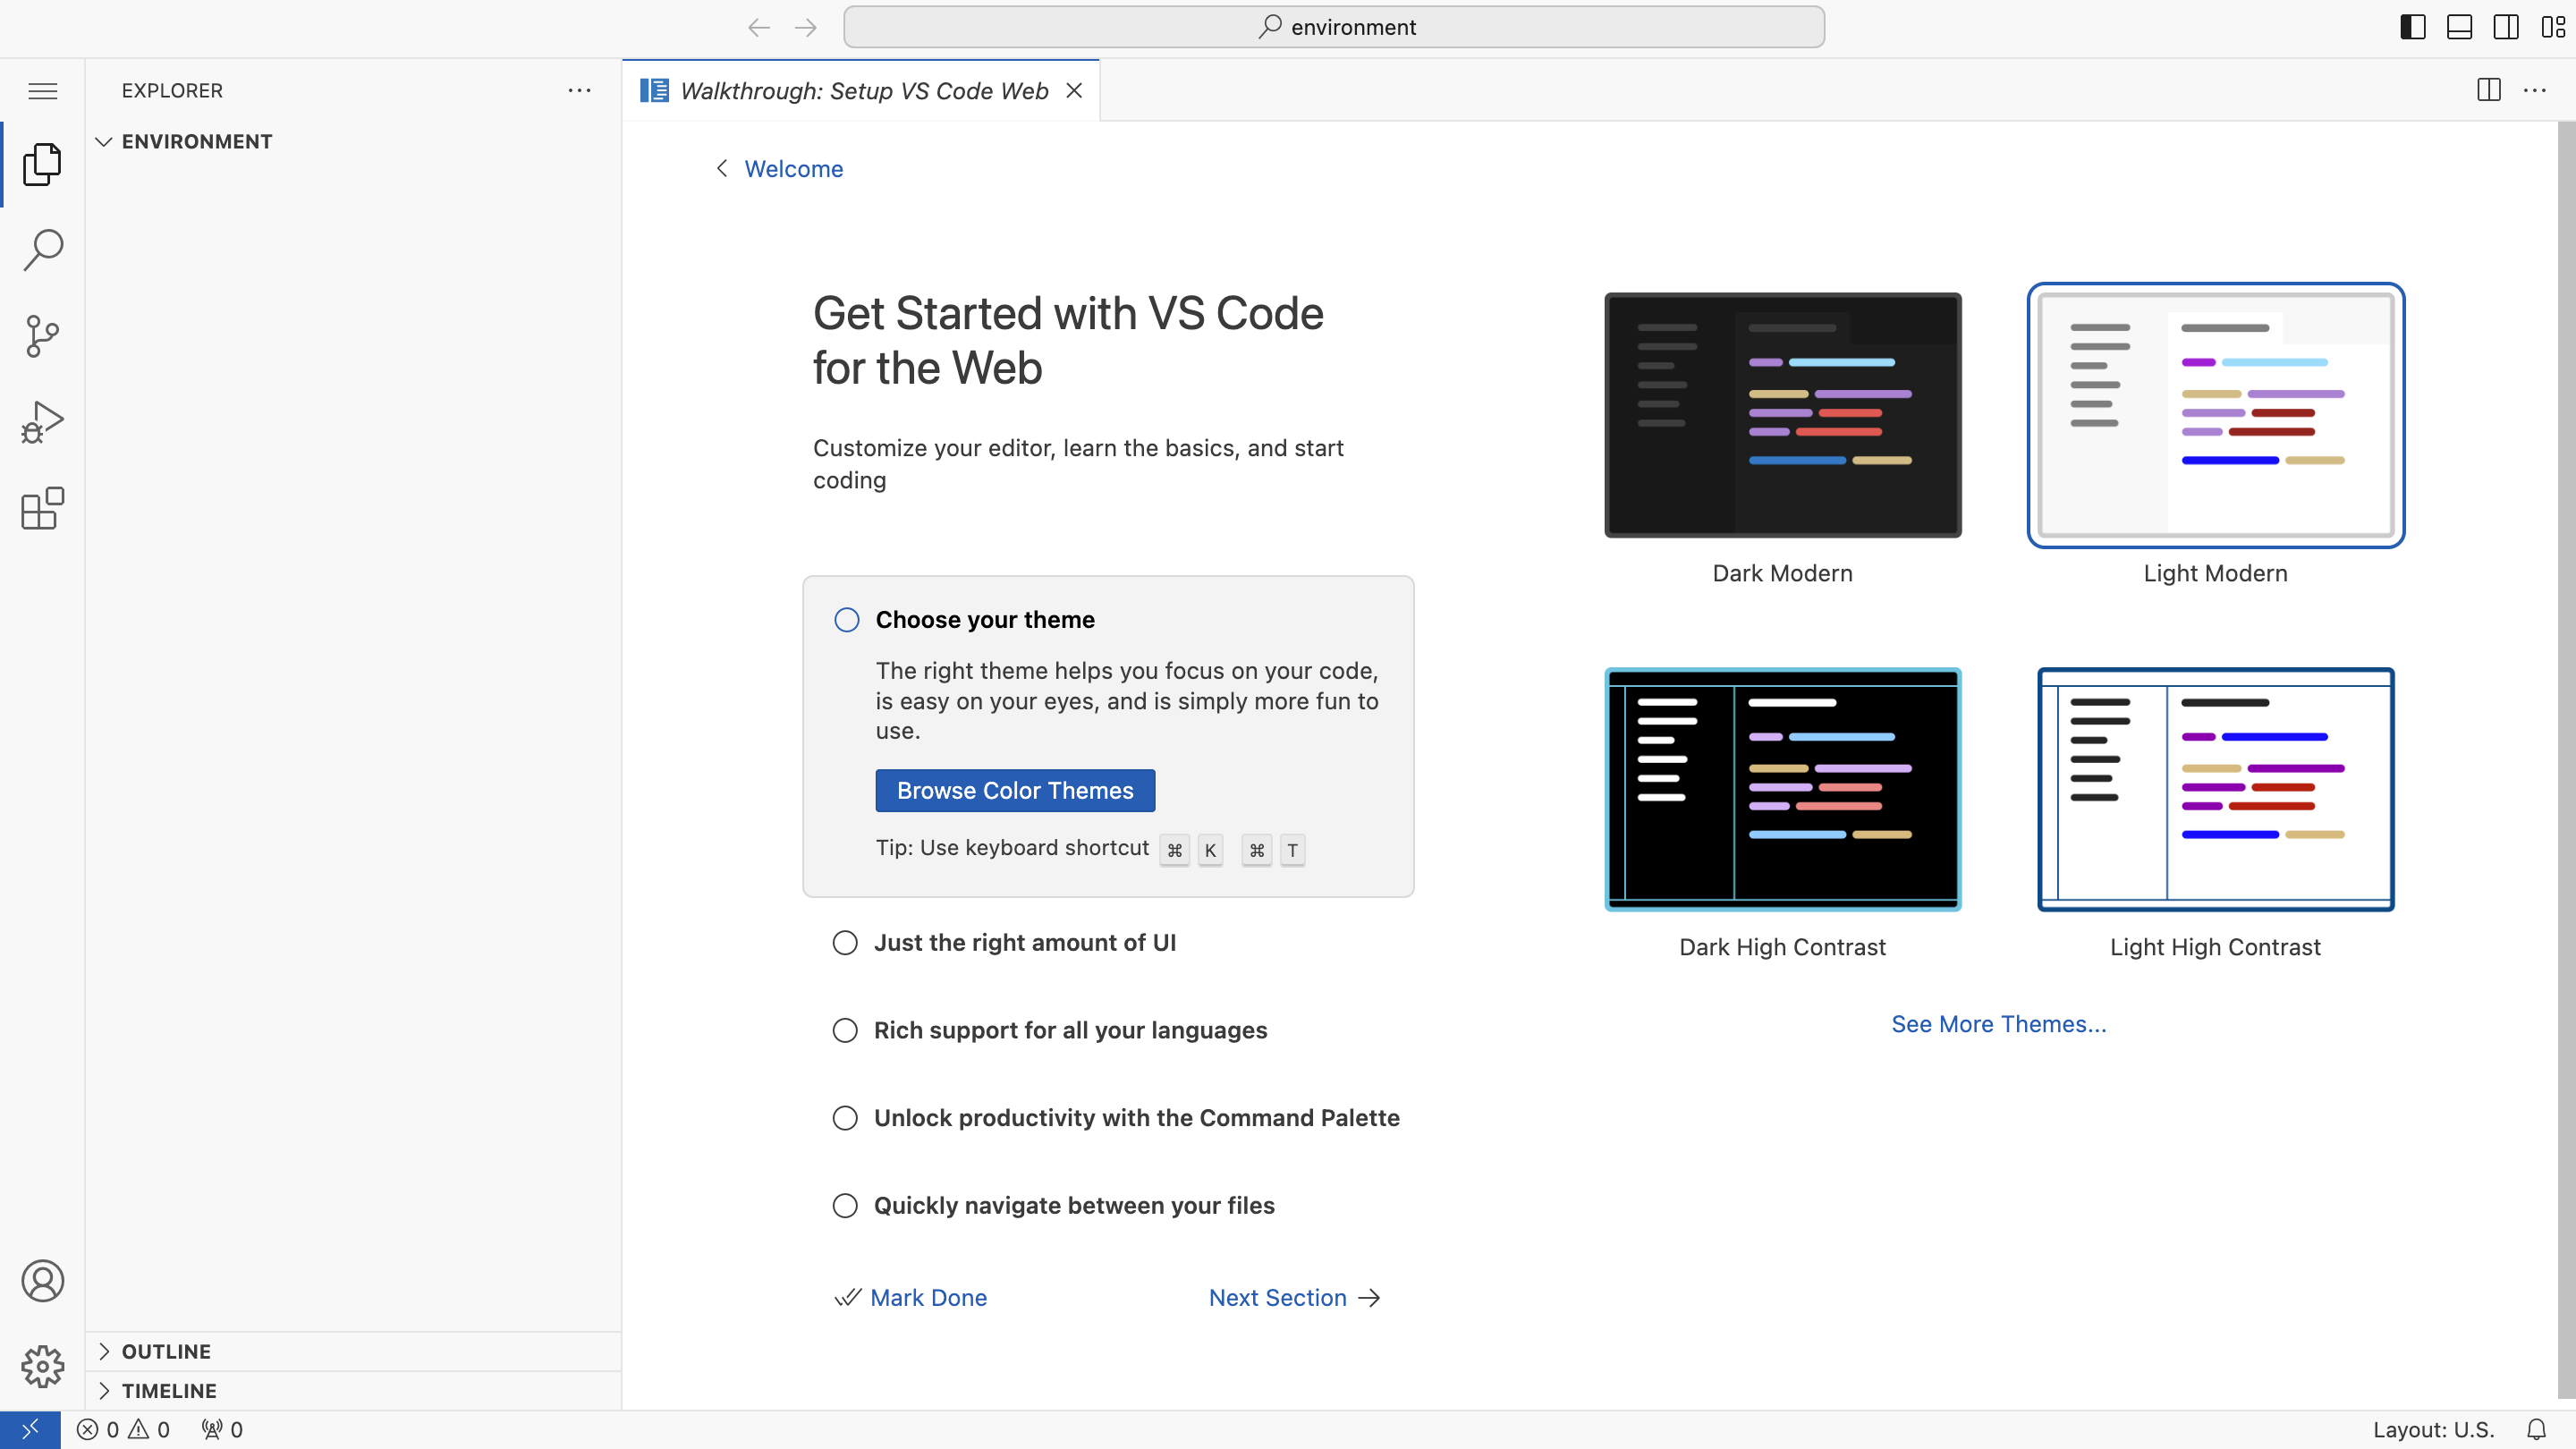 environment
EXPLORER
ENVIRONMENT
OUTLINE
TIMELINE
Walkthrough: Setup VS Code Web
Welcome
Get Started with VS Code
for the Web
Customize your editor, learn the basics, and start
coding
Choose your theme
The right theme helps you focus on your code,
is easy on your eyes, and is simply more fun to
use.
Browse Color Themes
Tip: Use keyboard shortcut ⌘ K ⌘ T
Just the right amount of UI
Rich support for all your languages
Unlock productivity with the Command Palette
Quickly navigate between your files
Mark Done
Next Section
Dark Modern
Light Modern
Dark High Contrast
Light High Contrast
See More Themes...
0 0 0
Layout: U.S.